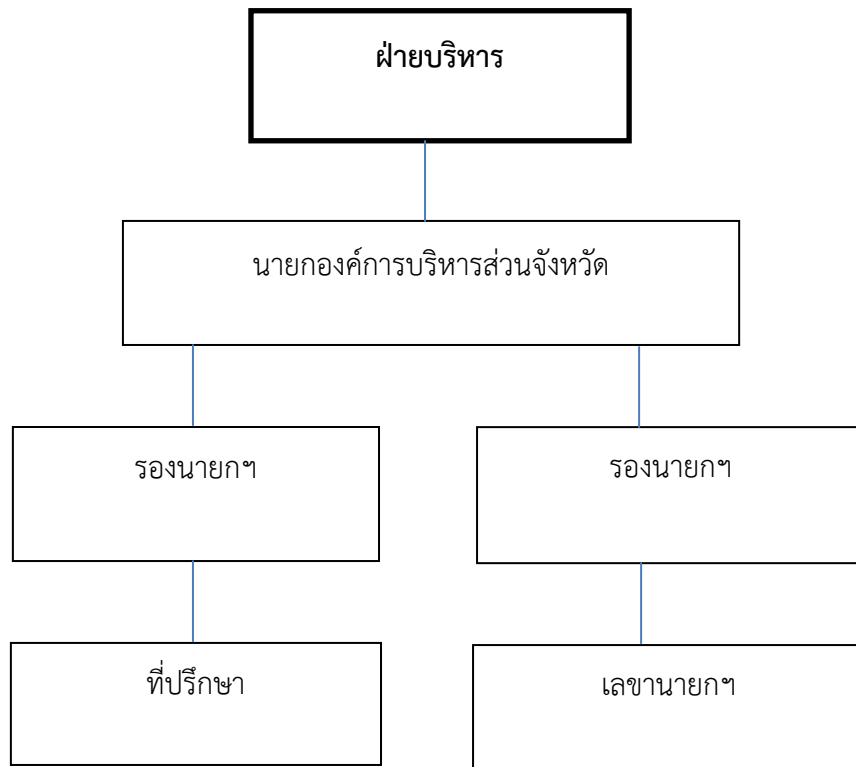 ฝ่ายบริหาร
นายกองค์การบริหารส่วนจังหวัด
รองนายกฯ
รองนายกฯ
ที่ปรึกษา
เลขานายกฯ